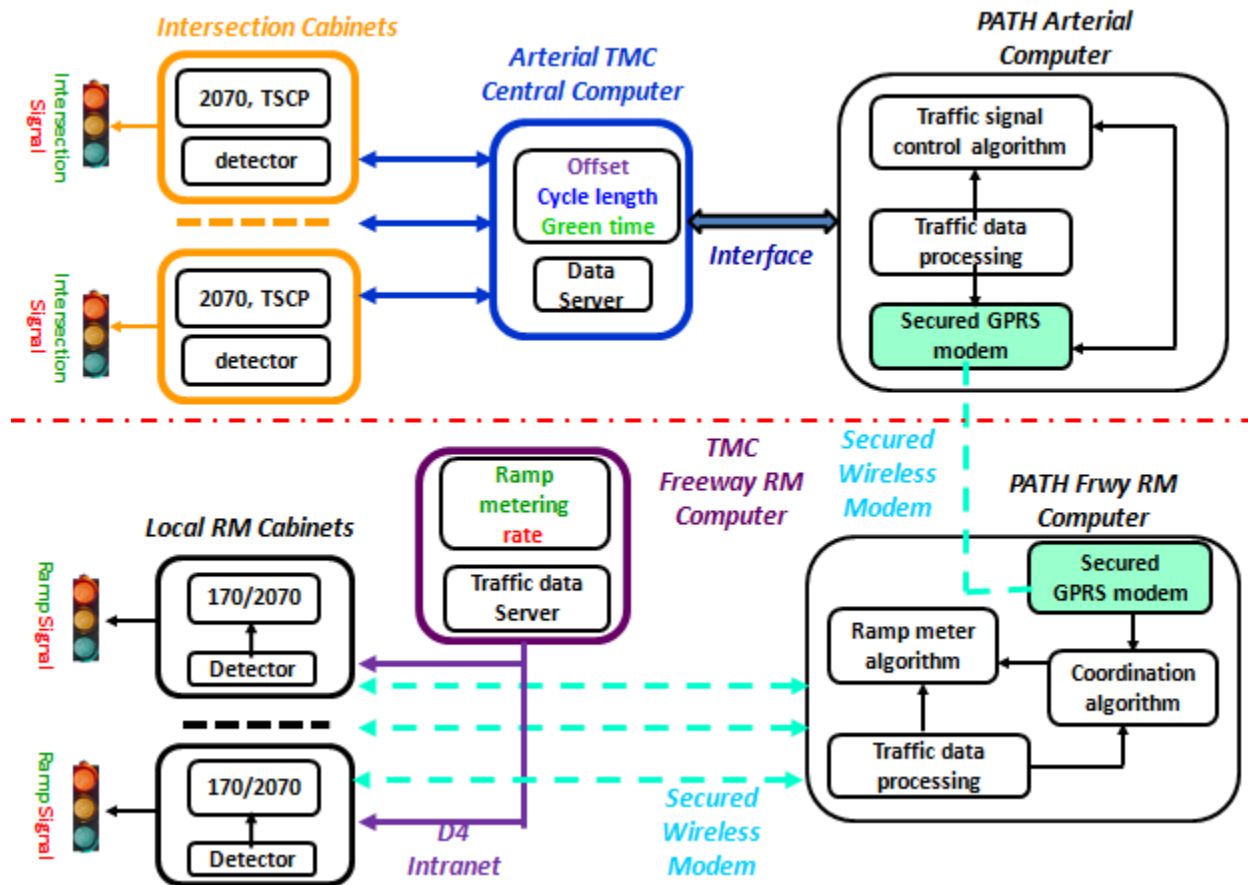 Intersection Cabinets
Intersection
Signal
2070, TSCP
detector
Intersection
Signal
2070, TSCP
detector
Arterial TMC
Central Computer
Offset
Cycle length
Green time
Data
Server
Interface
PATH Arterial
Computer
Traffic signal
control algorithm
Traffic data
processing
Secured GPRS
modem
Secured
Wireless
Modem
TMC
Freeway RM
Computer
Ramp
metering
rate
Traffic data
Server
Local RM Cabinets
Ramp Signal
170/2070
Detector
Ramp Signal
170/2070
Detector
D4
Intranet
Secured
Wireless
Modem
PATH Frwy RM
Computer
Secured
GPRS modem
Ramp meter
algorithm
Coordination
algorithm
Traffic data
processing